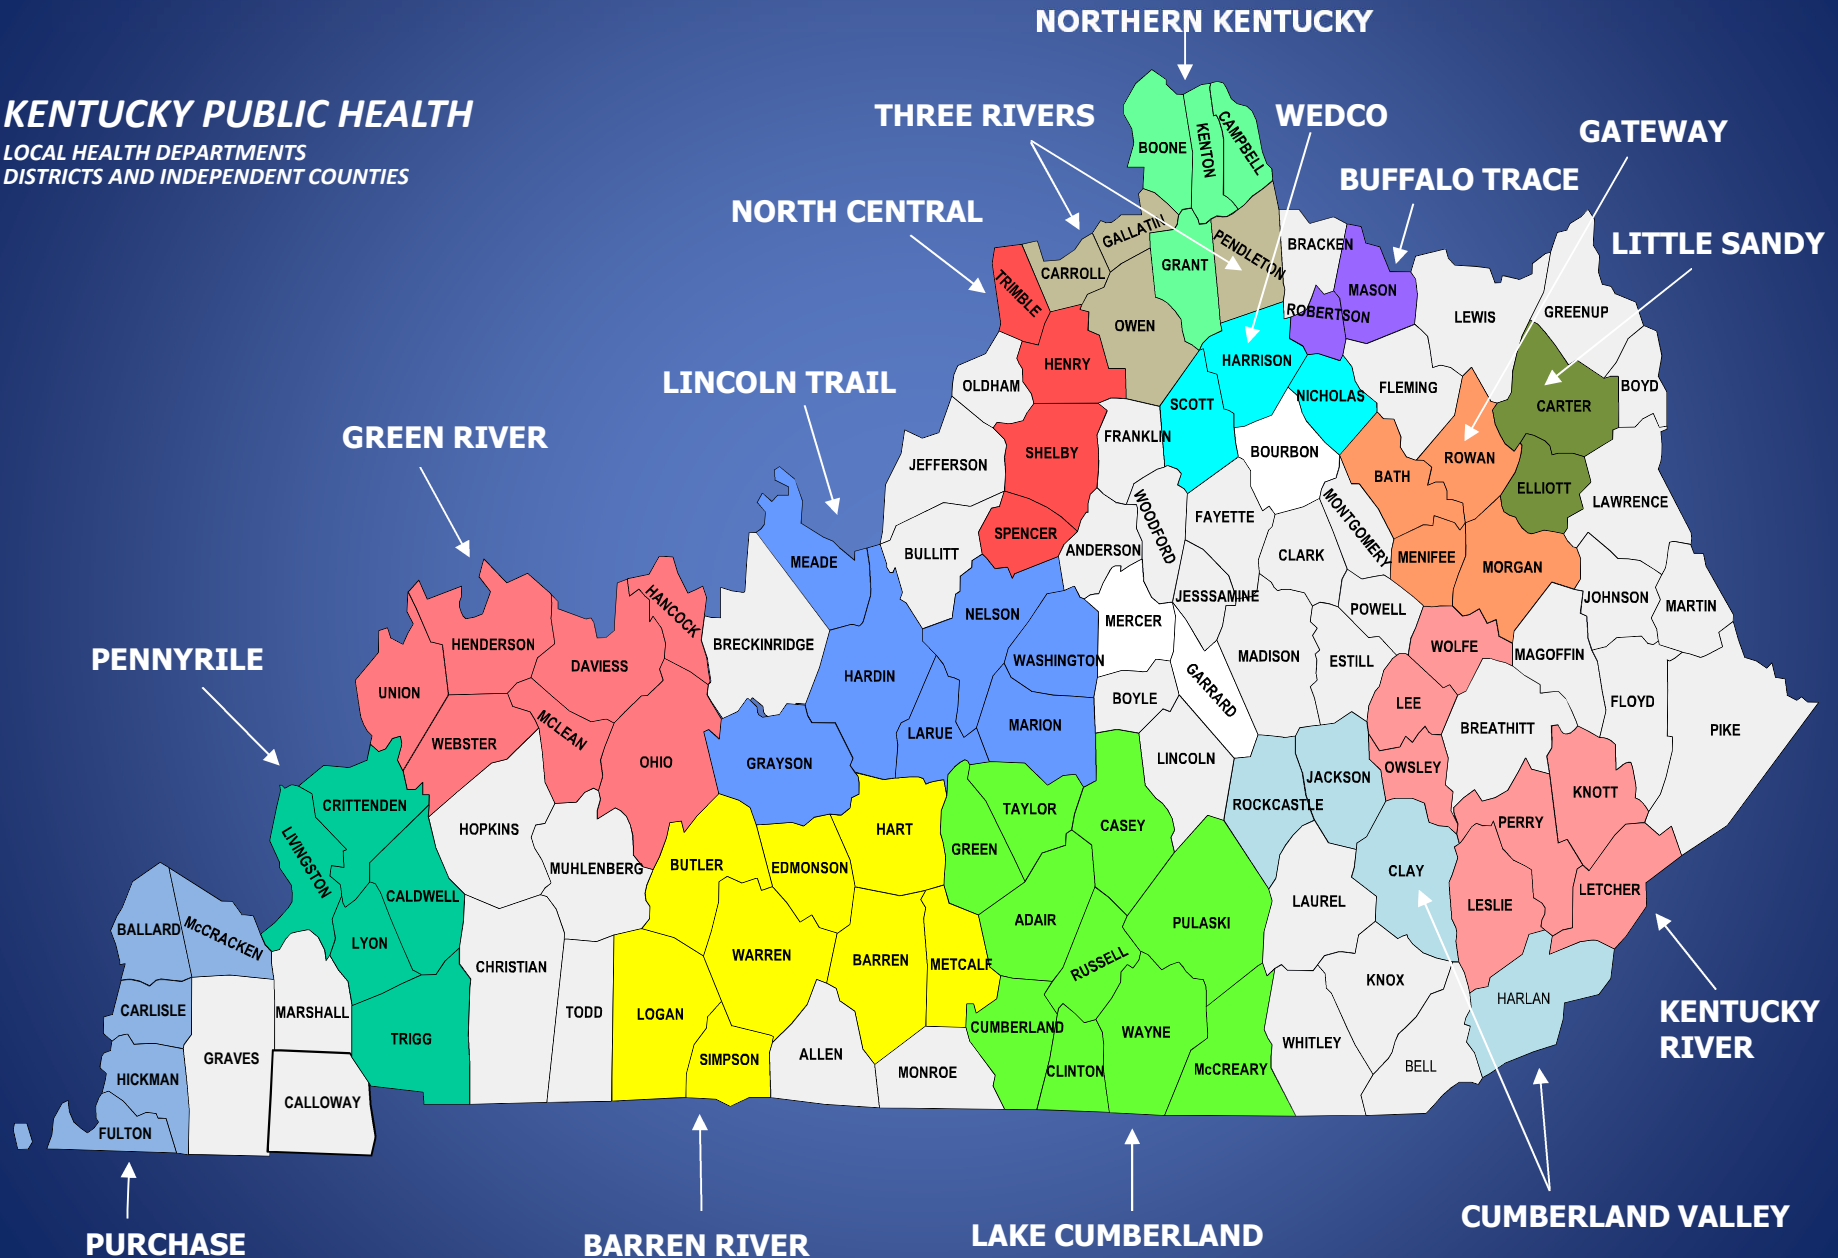 NORTHERN KENTUCKY
KENTUCKY PUBLIC HEALTH
LOCAL HEALTH DEPARTMENTS
DISTRICTS AND INDEPENDENT COUNTIES
THREE RIVERS
WEDCO
GATEWAY
BUFFALO TRACE
NORTH CENTRAL
LITTLE SANDY
LINCOLN TRAIL
GREEN RIVER
PENNYRILE
KENTUCKY
RIVER
CUMBERLAND VALLEY
LAKE CUMBERLAND
BARREN RIVER
PURCHASE
BOONE
KENTON
CAMPBELL
GALLATIN
CARROLL
GRANT
PENDLETON
BRACKEN
TRIMBLE
OWEN
MASON
ROBERTSON
LEWIS
GREENUP
HENRY
HARRISON
OLDHAM
SCOTT
NICHOLAS
FLEMING
CARTER
BOYD
SHELBY
FRANKLIN
BOURBON
JEFFERSON
BATH
ROWAN
ELLIOTT
LAWRENCE
SPENCER
WOODFORD
FAYETTE
MONTGOMERY
BULLITT
ANDERSON
CLARK
MENIFEE
MORGAN
MEADE
HANCOCK
NELSON
MERCER
JESSSAMINE
POWELL
JOHNSON
MARTIN
HENDERSON
DAVIESS
BRECKINRIDGE
HARDIN
WASHINGTON
MADISON
ESTILL
WOLFE
MAGOFFIN
UNION
BOYLE
GARRARD
LEE
FLOYD
WEBSTER
MCLEAN
OHIO
GRAYSON
LARUE
MARION
LINCOLN
BREATHITT
PIKE
OWSLEY
CRITTENDEN
HOPKINS
HART
TAYLOR
CASEY
ROCKCASTLE
JACKSON
KNOTT
PERRY
LIVINGSTON
MUHLENBERG
BUTLER
EDMONSON
GREEN
CLAY
CALDWELL
LAUREL
LESLIE
LETCHER
BALLARD
McCRACKEN
LYON
ADAIR
PULASKI
CHRISTIAN
WARREN
BARREN
METCALF
RUSSELL
KNOX
HARLAN
CARLISLE
MARSHALL
TODD
LOGAN
CUMBERLAND
WAYNE
WHITLEY
TRIGG
GRAVES
SIMPSON
ALLEN
MONROE
CLINTON
McCREARY
BELL
HICKMAN
CALLOWAY
FULTON